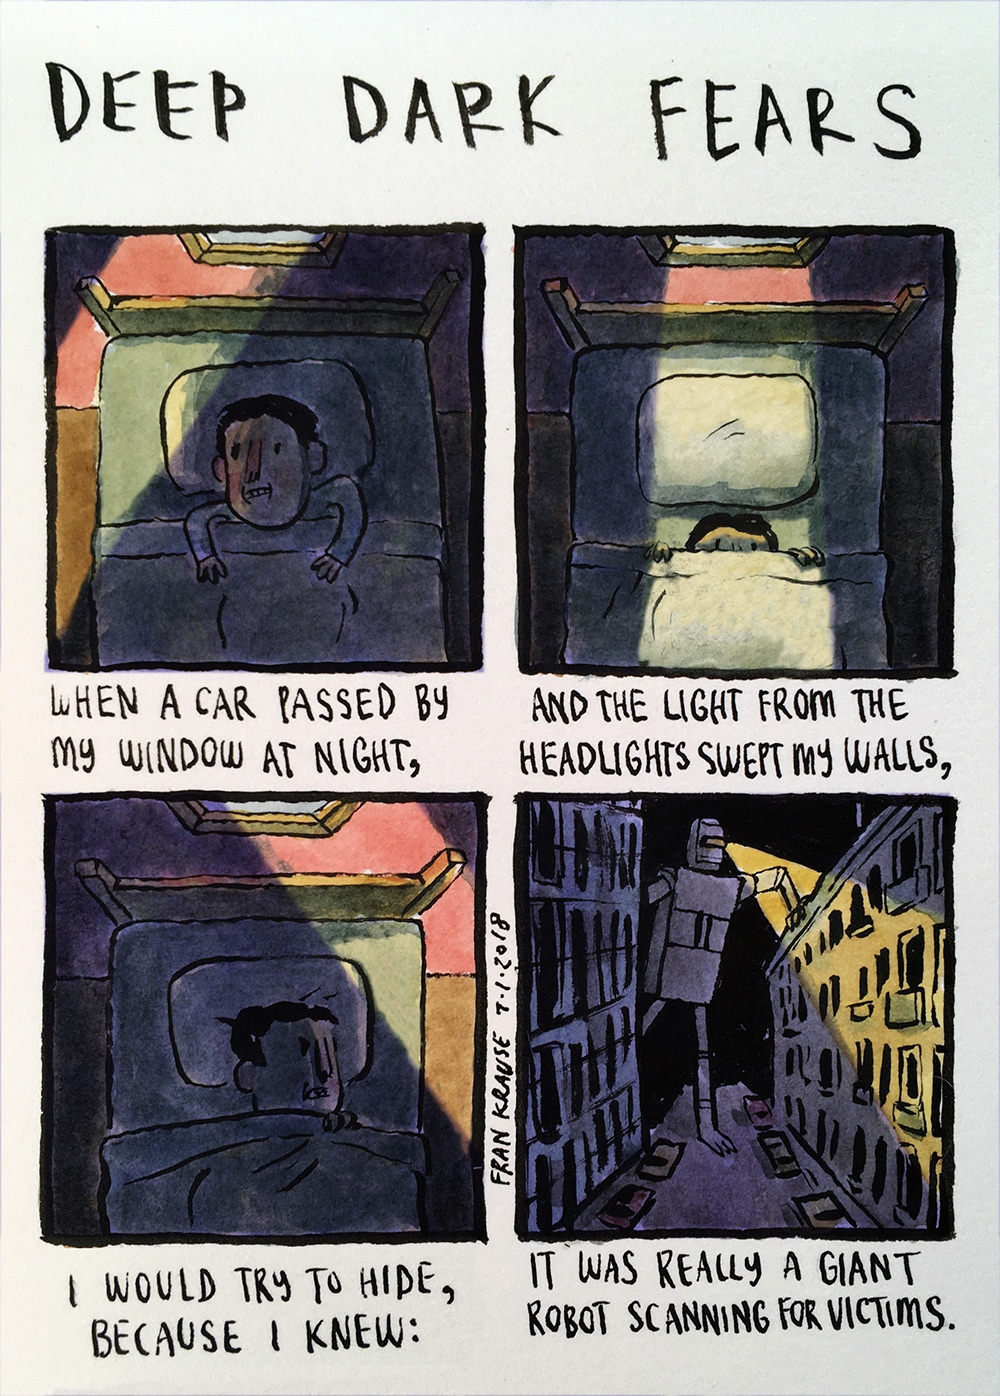 DEEP DARK FEARS
WHEN A CAR PASSED BY
MY WINDOW AT NIGHT,
AND THE LIGHT FROM THE
HEADLIGHTS SWEPT MY WALLS,
I WOULD TRY TO HIDE,
BECAUSE I KNEW:
FRAN KRAUSE 7·1·2018
IT WAS REALLY A GIANT
ROBOT SCANNING FOR VICTIMS.